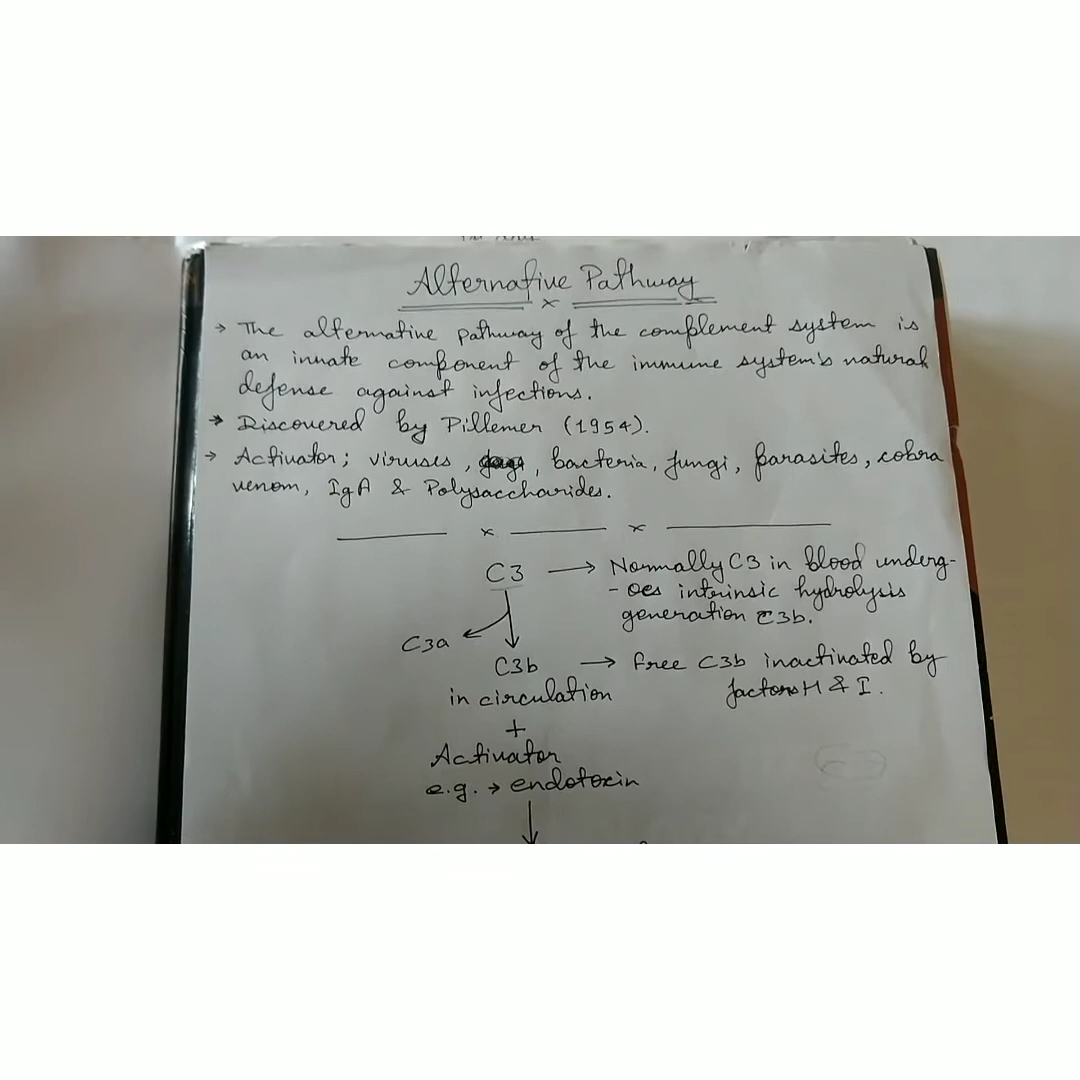 Alternative Pathway
→ The alternative pathway of the complement system is
an innate component of the immune system's natural
defense against infections.
→ Discovered by Pillemer (1954).
→ Activator; viruses, , bacteria, fungi, parasites, cobra
venom, IgA & Polysaccharides.
C3 → Normally C3 in blood underg-
-oes intrinsic hydrolysis
generation C3b.
C3a
C3b → free C3b inactivated by
in circulation factors H & I.
+
Activator
e.g. → endotoxin